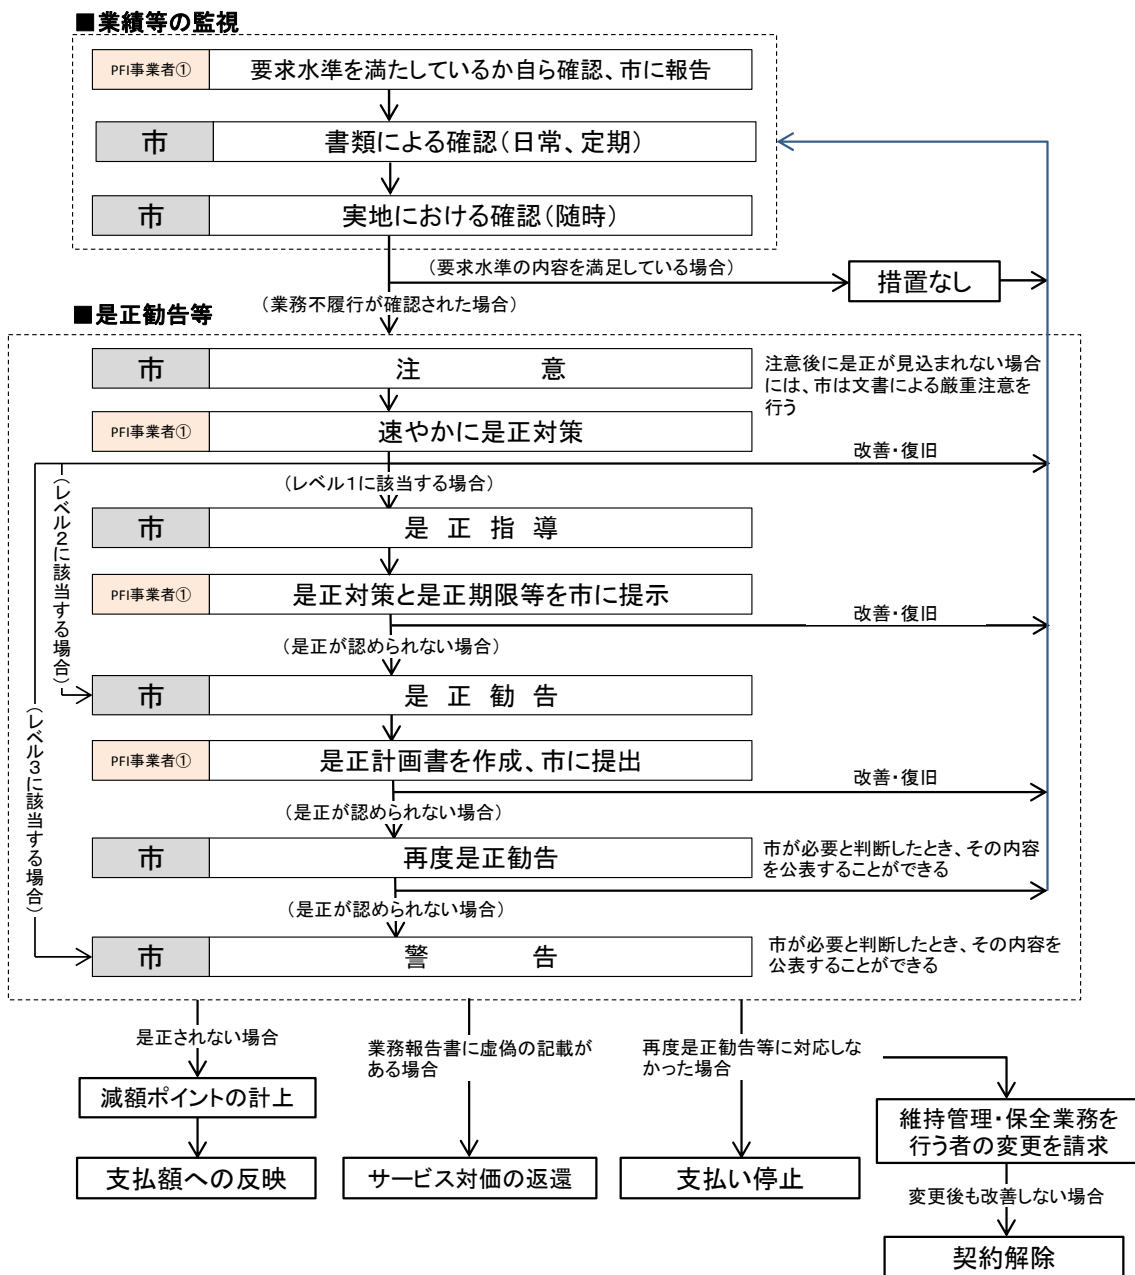 ■業績等の監視
PFI事業者① 要求水準を満たしているか自ら確認、市に報告
市 書類による確認(日常、定期)
市 実地における確認(随時)
(要求水準の内容を満足している場合)
措置なし
(業務不履行が確認された場合)
■是正勧告等
市 注 意
注意後に是正が見込まれない場合
には、市は文書による厳重注意を
行う
PFI事業者① 速やかに是正対策
改善・復旧
(レベル1に該当する場合)
(レベル2に該当する場合)
(レベル3に該当する場合)
市 是 正 指 導
PFI事業者① 是正対策と是正期限等を市に提示
改善・復旧
(是正が認められない場合)
市 是 正 勧 告
PFI事業者① 是正計画書を作成、市に提出
改善・復旧
(是正が認められない場合)
市 再度是正勧告
市が必要と判断したとき、その内容
を公表することができる
(是正が認められない場合)
市 警 告
市が必要と判断したとき、その内容を
公表することができる
是正されない場合
減額ポイントの計上
支払額への反映
業務報告書に虚偽の記載が
ある場合
サービス対価の返還
再度是正勧告等に対応しな
かった場合
支払い停止
維持管理・保全業務を
行う者の変更を請求
変更後も改善しない場合
契約解除